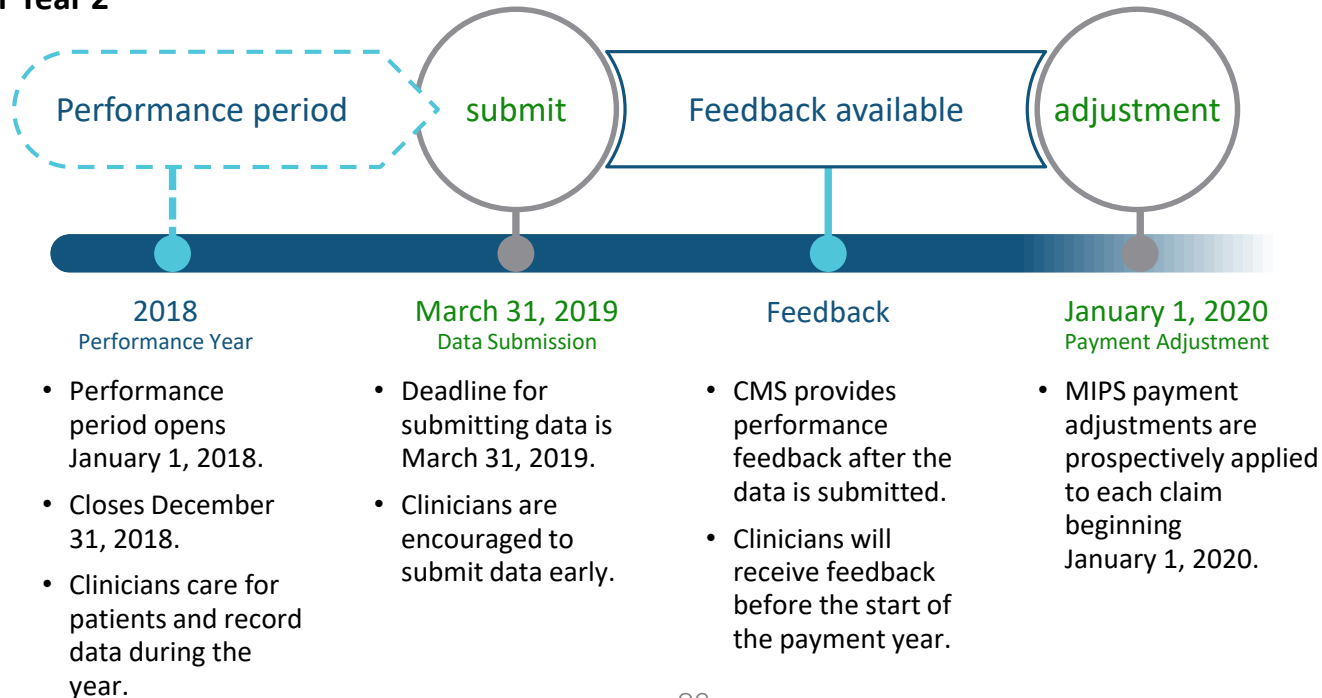 Year 2
Performance period
submit
Feedback available
adjustment
2018
Performance Year
• Performance
period opens
January 1, 2018.
• Closes December
31, 2018.
• Clinicians care for
patients and record
data during the
year.
March 31, 2019
Data Submission
• Deadline for
submitting data is
March 31, 2019.
• Clinicians are
encouraged to
submit data early.
Feedback
• CMS provides
performance
feedback after the
data is submitted.
• Clinicians will
receive feedback
before the start of
the payment year.
January 1, 2020
Payment Adjustment
• MIPS payment
adjustments are
prospectively applied
to each claim
beginning
January 1, 2020.